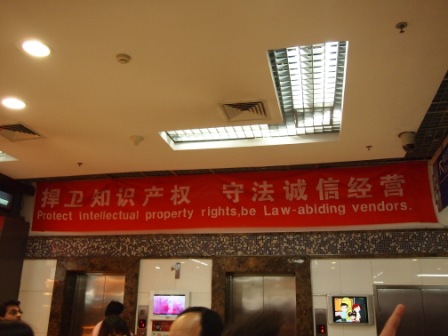 捍卫知识产权 守法诚信经营
Protect intellectual property rights,be Law-abiding vendors.